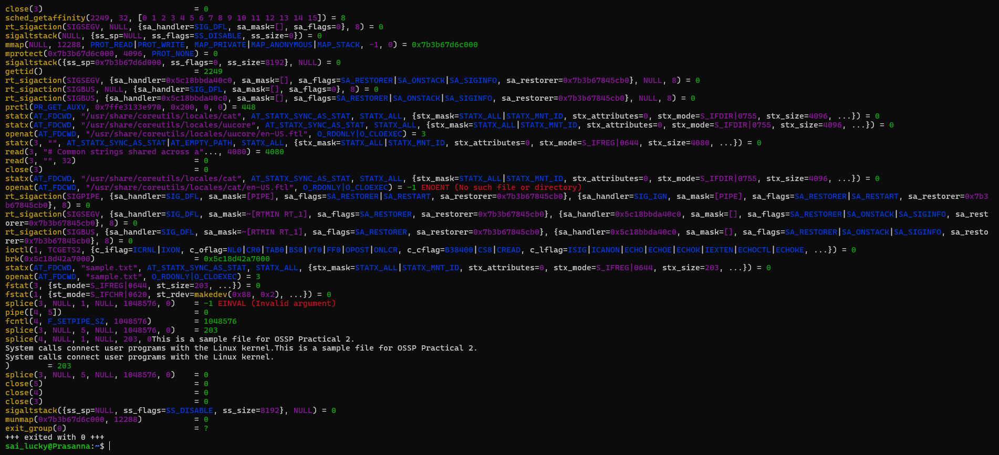 close(3)                                = 0
sched_getaffinity(2249, 32, [0 1 2 3 4 5 6 7 8 9 10 11 12 13 14 15]) = 8
rt_sigaction(SIGSEGV, NULL, {sa_handler=SIG_DFL, sa_mask=[], sa_flags=0}, 8) = 0
sigaltstack(NULL, {ss_sp=NULL, ss_flags=SS_DISABLE, ss_size=0}) = 0
mmap(NULL, 12288, PROT_READ|PROT_WRITE, MAP_PRIVATE|MAP_ANONYMOUS|MAP_STACK, -1, 0) = 0x7b3b67d6c000
mprotect(0x7b3b67d6c000, 4096, PROT_NONE) = 0
sigaltstack({ss_sp=0x7b3b67d6d000, ss_flags=0, ss_size=8192}, NULL) = 0
gettid()                                = 2249
rt_sigaction(SIGSEGV, {sa_handler=0x5c18bbda40c0, sa_mask=[], sa_flags=SA_RESTORER|SA_ONSTACK|SA_SIGINFO, sa_restorer=0x7b3b67845cb0}, NULL, 8) = 0
rt_sigaction(SIGBUS, NULL, {sa_handler=SIG_DFL, sa_mask=[], sa_flags=0}, 8) = 0
rt_sigaction(SIGBUS, {sa_handler=0x5c18bbda40c0, sa_mask=[], sa_flags=SA_RESTORER|SA_ONSTACK|SA_SIGINFO, sa_restorer=0x7b3b67845cb0}, NULL, 8) = 0
prctl(PR_GET_AUXV, 0x7ffe3133e970, 0x200, 0, 0) = 448
statx(AT_FDCWD, "/usr/share/coreutils/locales/cat", AT_STATX_SYNC_AS_STAT, STATX_ALL, {stx_mask=STATX_ALL|STATX_MNT_ID, stx_attributes=0, stx_mode=S_IFDIR|0755, stx_size=4096, ...}) = 0
statx(AT_FDCWD, "/usr/share/coreutils/locales/uucore", AT_STATX_SYNC_AS_STAT, STATX_ALL, {stx_mask=STATX_ALL|STATX_MNT_ID, stx_attributes=0, stx_mode=S_IFDIR|0755, stx_size=4096, ...}) = 0
openat(AT_FDCWD, "/usr/share/coreutils/locales/uucore/en-US.ftl", O_RDONLY|O_CLOEXEC) = 3
statx(3, "", AT_STATX_SYNC_AS_STAT|AT_EMPTY_PATH, STATX_ALL, {stx_mask=STATX_ALL|STATX_MNT_ID, stx_attributes=0, stx_mode=S_IFREG|0644, stx_size=4080, ...}) = 0
read(3, "# Common strings shared across a"..., 4080) = 4080
read(3, "", 32)                         = 0
close(3)                                = 0
statx(AT_FDCWD, "/usr/share/coreutils/locales/cat", AT_STATX_SYNC_AS_STAT, STATX_ALL, {stx_mask=STATX_ALL|STATX_MNT_ID, stx_attributes=0, stx_mode=S_IFDIR|0755, stx_size=4096, ...}) = 0
openat(AT_FDCWD, "/usr/share/coreutils/locales/cat/en-US.ftl", O_RDONLY|O_CLOEXEC) = -1 ENOENT (No such file or directory)
rt_sigaction(SIGPIPE, {sa_handler=SIG_DFL, sa_mask=[PIPE], sa_flags=SA_RESTORER|SA_RESTART, sa_restorer=0x7b3b67845cb0}, {sa_handler=SIG_IGN, sa_mask=[PIPE], sa_flags=SA_RESTORER|SA_RESTART, sa_restorer=0x7b3
b67845cb0}, 8) = 0
rt_sigaction(SIGSEGV, {sa_handler=SIG_DFL, sa_mask=~[RTMIN RT_1], sa_flags=SA_RESTORER, sa_restorer=0x7b3b67845cb0}, {sa_handler=0x5c18bbda40c0, sa_mask=[], sa_flags=SA_RESTORER|SA_ONSTACK|SA_SIGINFO, sa_rest
orer=0x7b3b67845cb0}, 8) = 0
rt_sigaction(SIGBUS, {sa_handler=SIG_DFL, sa_mask=~[RTMIN RT_1], sa_flags=SA_RESTORER, sa_restorer=0x7b3b67845cb0}, {sa_handler=0x5c18bbda40c0, sa_mask=[], sa_flags=SA_RESTORER|SA_ONSTACK|SA_SIGINFO, sa_resto
rer=0x7b3b67845cb0}, 8) = 0
ioctl(1, TCGETS2, {c_iflag=ICRNL|IXON, c_oflag=NL0|CR0|TAB0|BS0|VT0|FF0|OPOST|ONLCR, c_cflag=B38400|CS8|CREAD, c_lflag=ISIG|ICANON|ECHO|ECHOE|ECHOK|IEXTEN|ECHOCTL|ECHOKE, ...}) = 0
brk(0x5c18d42a7000)                     = 0x5c18d42a7000
statx(AT_FDCWD, "sample.txt", AT_STATX_SYNC_AS_STAT, STATX_ALL, {stx_mask=STATX_ALL|STATX_MNT_ID, stx_attributes=0, stx_mode=S_IFREG|0644, stx_size=203, ...}) = 0
openat(AT_FDCWD, "sample.txt", O_RDONLY|O_CLOEXEC) = 3
fstat(3, {st_mode=S_IFREG|0644, st_size=203, ...}) = 0
fstat(1, {st_mode=S_IFCHR|0620, st_rdev=makedev(0x88, 0x2), ...}) = 0
splice(3, NULL, 1, NULL, 1048576, 0)    = -1 EINVAL (Invalid argument)
pipe([4, 5])                            = 0
fcntl(4, F_SETPIPE_SZ, 1048576)         = 1048576
splice(3, NULL, 5, NULL, 1048576, 0)    = 203
splice(4, NULL, 1, NULL, 203, 0This is a sample file for OSSP Practical 2.
System calls connect user programs with the Linux kernel.This is a sample file for OSSP Practical 2.
System calls connect user programs with the Linux kernel.
)        = 203
splice(3, NULL, 5, NULL, 1048576, 0)    = 0
close(5)                                = 0
close(4)                                = 0
close(3)                                = 0
sigaltstack({ss_sp=NULL, ss_flags=SS_DISABLE, ss_size=8192}, NULL) = 0
munmap(0x7b3b67d6c000, 12288)           = 0
exit_group(0)                           = ?
+++ exited with 0 +++
sai_lucky@Prasanna:~$